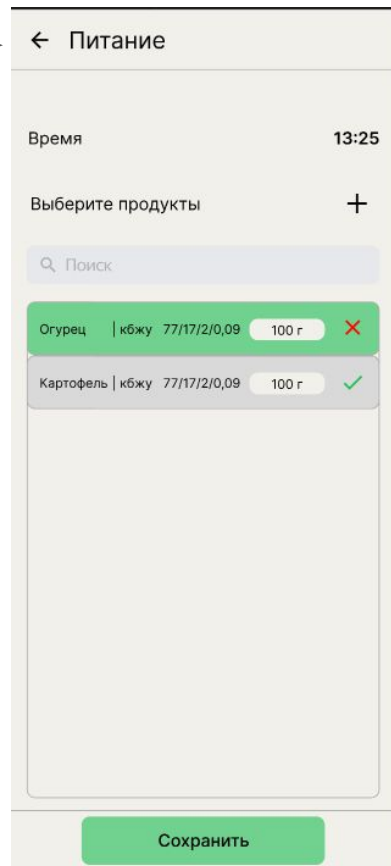 ← Питание
Время 13:25
Выберите продукты +
Поиск
Огурец | кбжу 77/17/2/0,09 100 г
Картофель | кбжу 77/17/2/0,09 100 г
Сохранить